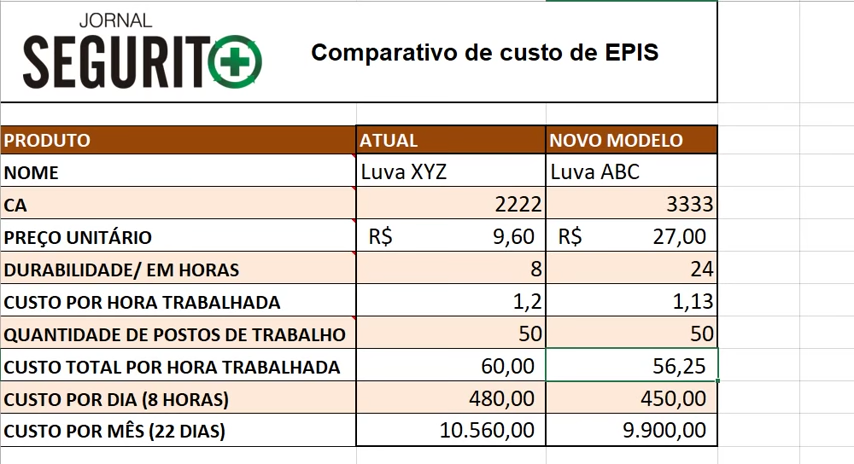 JORNAL
SEGURITO
Comparativo de custo de EPIS
PRODUTO ATUAL NOVO MODELO
NOME Luva XYZ Luva ABC
CA 2222 3333
PREÇO UNITÁRIO R$ 9,60 R$ 27,00
DURABILIDADE/ EM HORAS 8 24
CUSTO POR HORA TRABALHADA 1,2 1,13
QUANTIDADE DE POSTOS DE TRABALHO 50 50
CUSTO TOTAL POR HORA TRABALHADA 60,00 56,25
CUSTO POR DIA (8 HORAS) 480,00 450,00
CUSTO POR MÊS (22 DIAS) 10.560,00 9.900,00